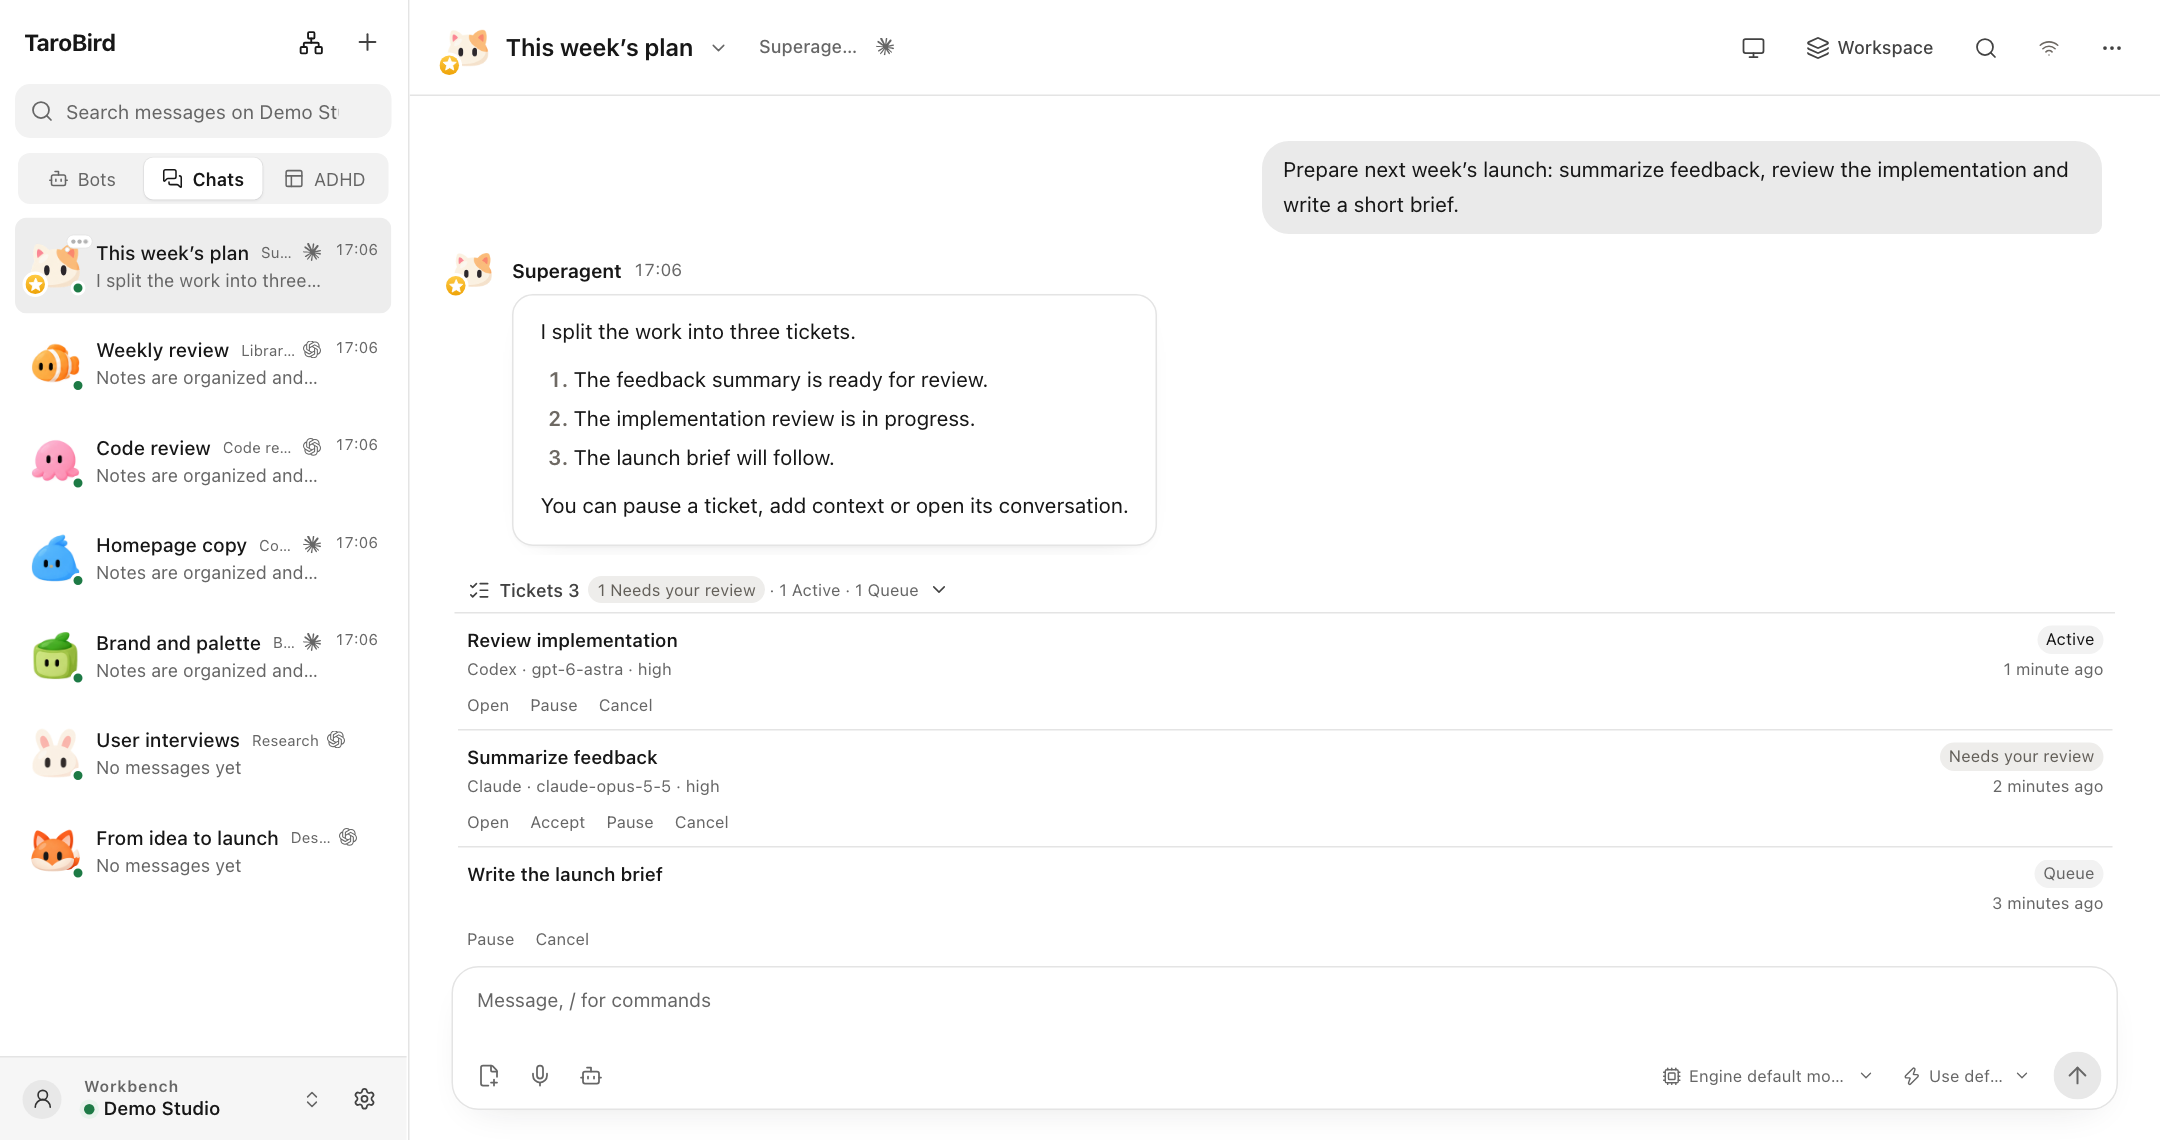 TaroBird
Search messages on Demo St
Bots
Chats
ADHD
This week’s plan Su... 17:06
I split the work into three...
Weekly review Librar... 17:06
Notes are organized and...
Code review Code re... 17:06
Notes are organized and...
Homepage copy Co... 17:06
Notes are organized and...
Brand and palette B... 17:06
Notes are organized and...
User interviews Research
No messages yet
From idea to launch Des...
No messages yet
Workbench
Demo Studio
This week’s plan Superage...
Workspace
Prepare next week’s launch: summarize feedback, review the implementation and
write a short brief.
Superagent 17:06
I split the work into three tickets.
1. The feedback summary is ready for review.
2. The implementation review is in progress.
3. The launch brief will follow.
You can pause a ticket, add context or open its conversation.
Tickets 3 1 Needs your review · 1 Active · 1 Queue
Review implementation Active
Codex · gpt-6-astra · high 1 minute ago
Open Pause Cancel
Summarize feedback Needs your review
Claude · claude-opus-5-5 · high 2 minutes ago
Open Accept Pause Cancel
Write the launch brief Queue
3 minutes ago
Pause Cancel
Message, / for commands
Engine default mo... Use def...